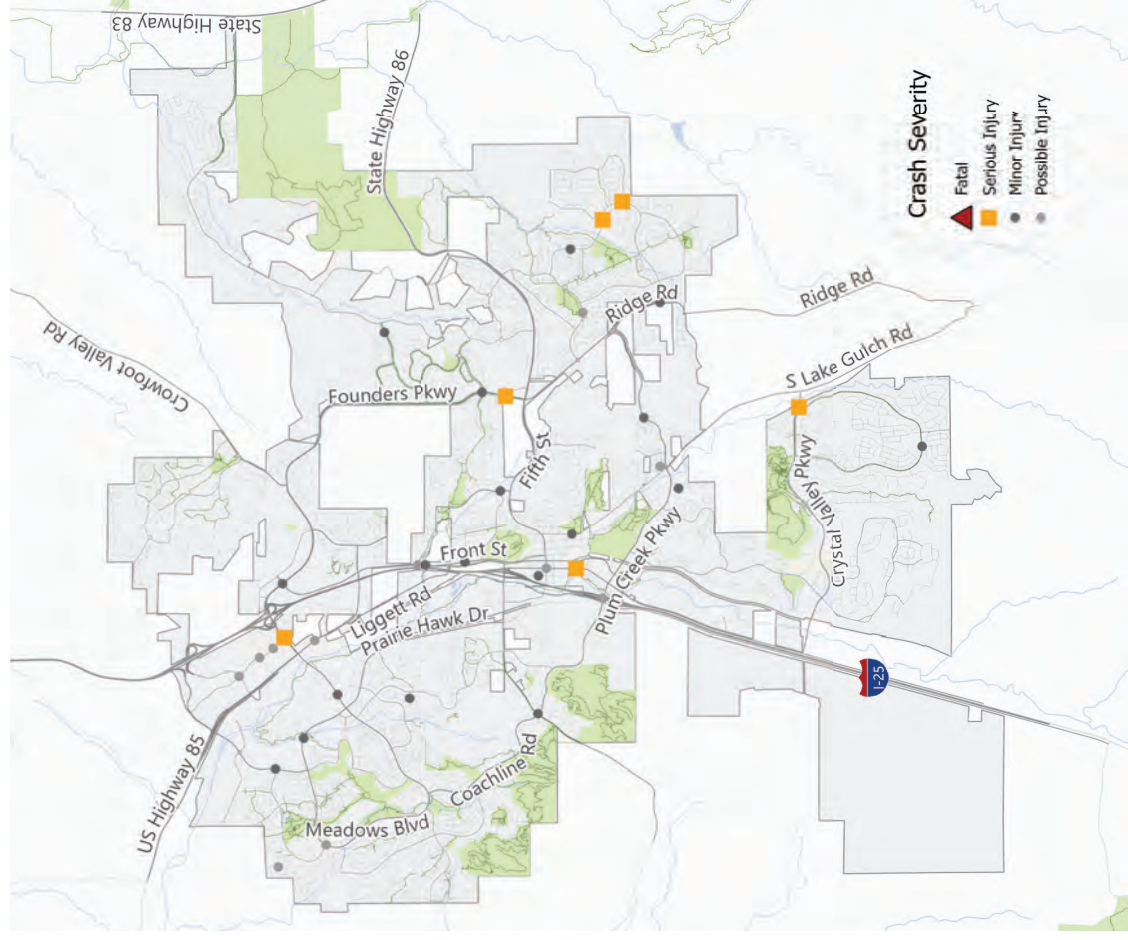 State Highway 83
State Highway 86
Crowfoot Valley Rd
Founders Pkwy
Ridge Rd
Ridge Rd
S Lake Gulch Rd
Fifth St
Front St
Liggett Rd
Prairie Hawk Dr
Plum Creek Pkwy
Crystal Valley Pkwy
US Highway 85
Coachline Rd
Meadows Blvd
I-25
Crash Severity
Fatal
Serious Injury
Minor Injury
Possible Injury